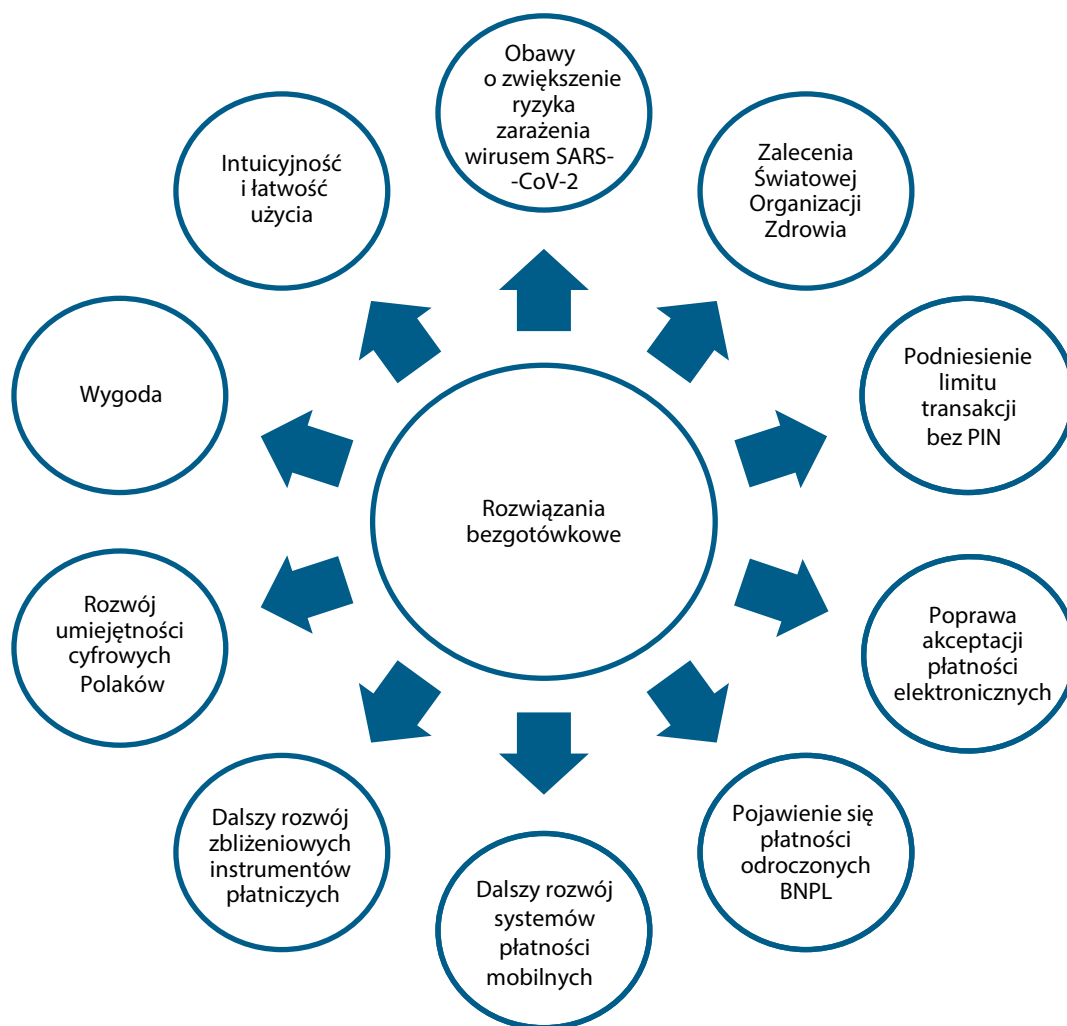 Obawy
o zwiększenie
ryzyka
zarażenia
wirusem SARS-
-CoV-2
Zalecenia
Światowej
Organizacji
Zdrowia
Podniesienie
limitu
transakcji
bez PIN
Poprawa
akceptacji
płatności
elektronicznych
Pojawienie się
płatności
odroczonych
BNPL
Dalszy rozwój
systemów
płatności
mobilnych
Dalszy rozwój
zbliżeniowych
instrumentów
płatniczych
Rozwój
umiejętności
cyfrowych
Polaków
Wygoda
Intuicyjność
i łatwość
użycia
Rozwiązania
bezgotówkowe